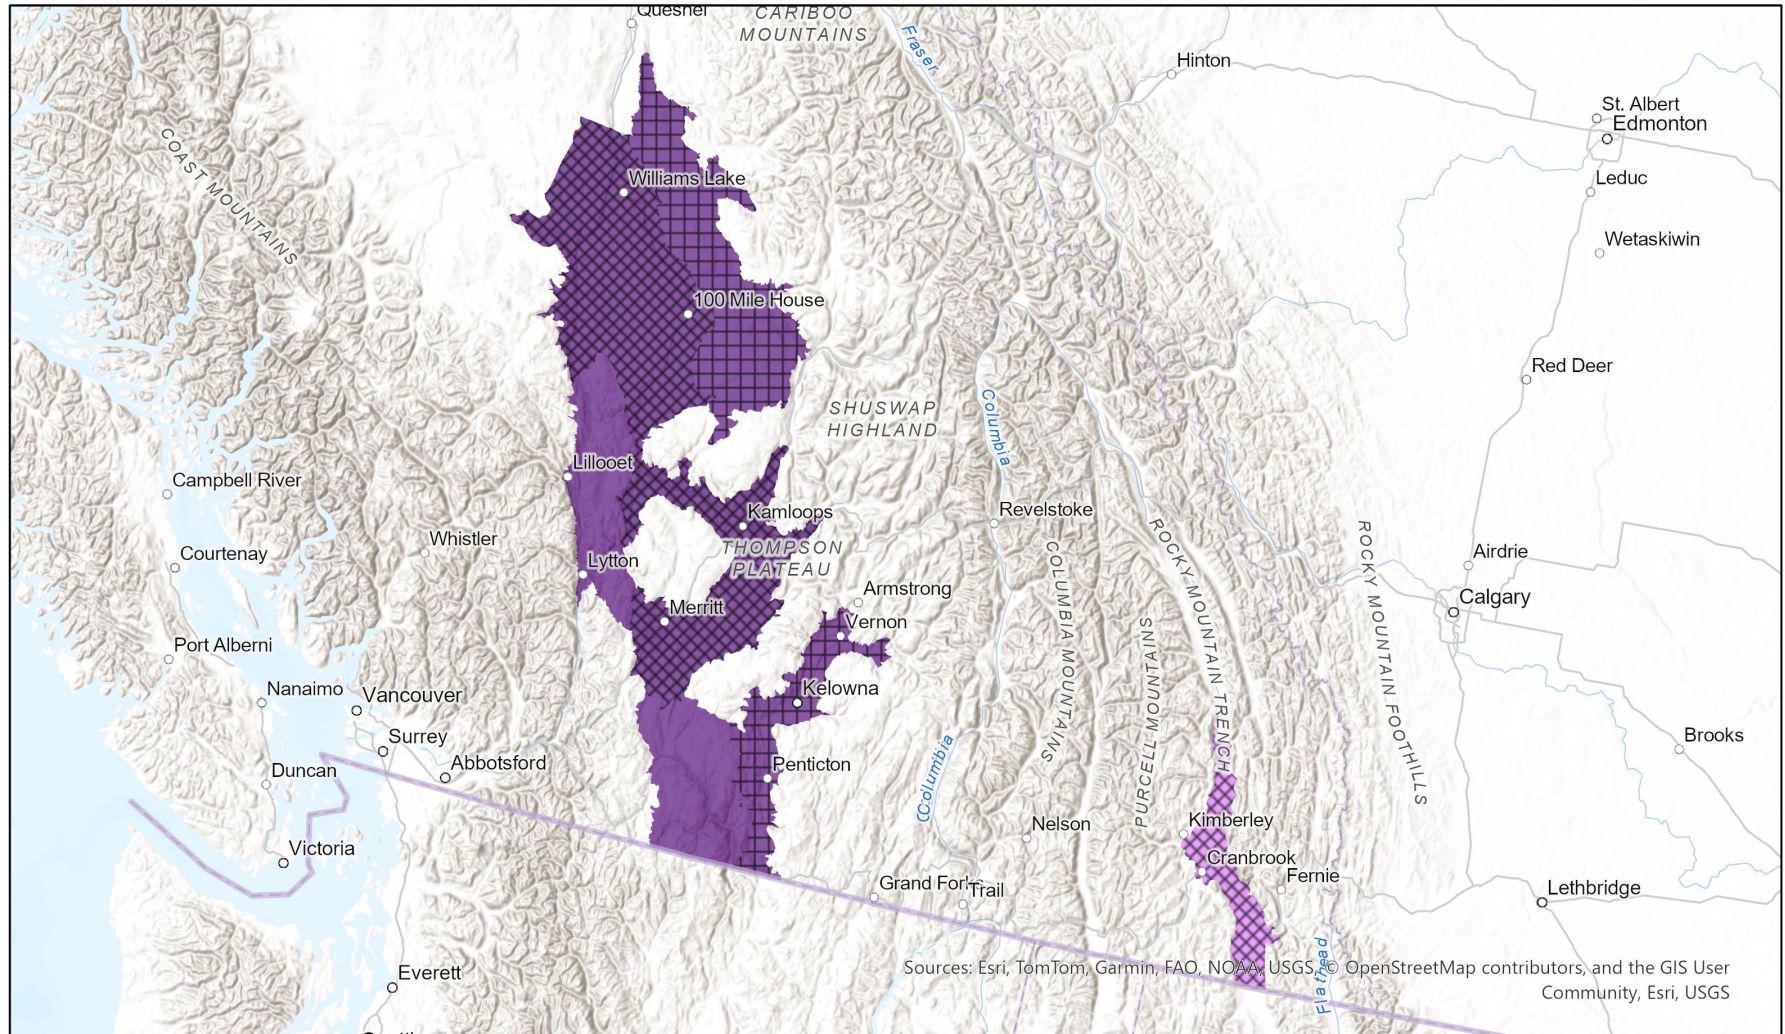 Quesnel
CARIBOO
MOUNTAINS
Fraser
Hinton
St. Albert
Edmonton
COAST MOUNTAINS
Williams Lake
Leduc
Wetaskiwin
100 Mile House
Red Deer
SHUSWAP
HIGHLAND
Columbia
Lillooet
Campbell River
Kamloops
Revelstoke
Whistler
Courtenay
THOMPSON
PLATEAU
Lytton
ROCKY MOUNTAIN TRENCH
ROCKY MOUNTAIN FOOTHILLS
Airdrie
Calgary
Armstrong
Merritt
Vernon
COLUMBIA MOUNTAINS
PURCELL MOUNTAINS
Port Alberni
Nanaimo
Vancouver
Kelowna
Surrey
Abbotsford
Duncan
Penticton
Columbia
Brooks
Nelson
Kimberley
Victoria
Cranbrook
Fernie
Grand Forks
Trail
Lethbridge
Flathead
Everett
Sources: Esri, TomTom, Garmin, FAO, NOAA, USGS, © OpenStreetMap contributors, and the GIS User
Community, Esri, USGS